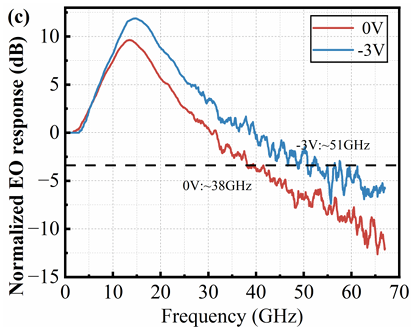 (c)
0V
-3V
Normalized EO response (dB)
10
5
0
−5
−10
−15
-3V:~51GHz
0V:~38GHz
0 10 20 30 40 50 60 70
Frequency (GHz)